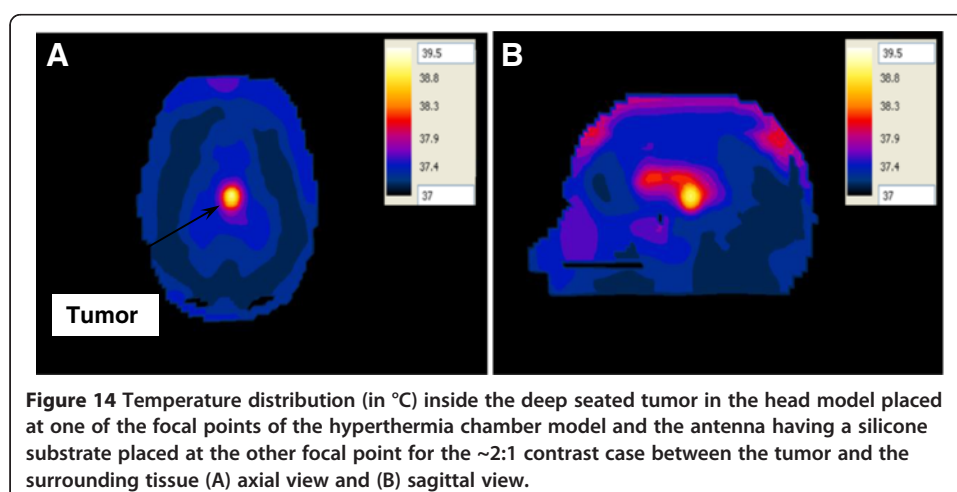 A
39.5
38.8
38.3
37.9
37.4
37
Tumor
B
39.5
38.8
38.3
37.9
37.4
37
Figure 14 Temperature distribution (in °C) inside the deep seated tumor in the head model placed
at one of the focal points of the hyperthermia chamber model and the antenna having a silicone
substrate placed at the other focal point for the ~2:1 contrast case between the tumor and the
surrounding tissue (A) axial view and (B) sagittal view.